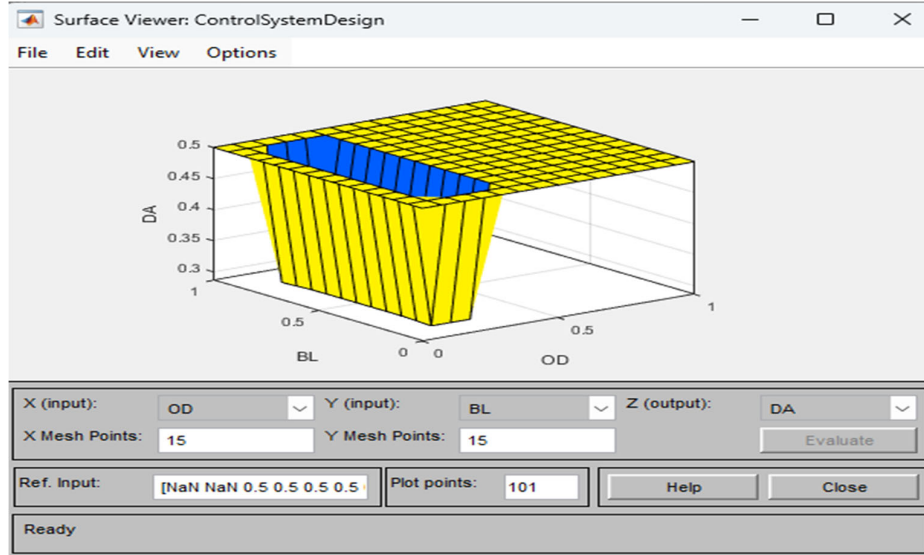 Surface Viewer: ControlSystemDesign
File Edit View Options
0.5
0.45
0.4
0.35
0.3
DA
1
0.5
0
BL
0
0.5
1
OD
X (input): OD Y (input): BL Z (output): DA
X Mesh Points: 15 Y Mesh Points: 15 Evaluate
Ref. Input: [NaN NaN 0.5 0.5 0.5 0.5 Plot points: 101 Help Close
Ready